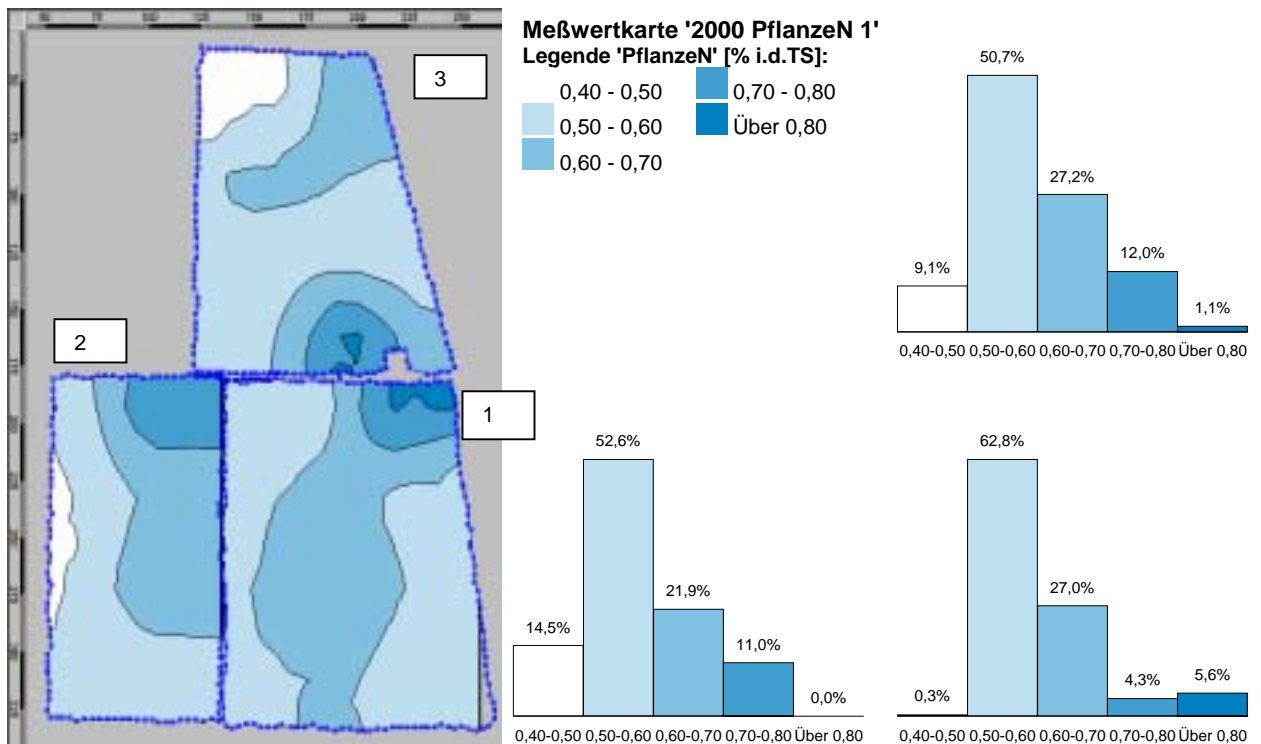 Meßwertkarte '2000 PflanzeN 1'
Legende 'PflanzeN' [% i.d.TS]:
0,40 - 0,50
0,70 - 0,80
0,50 - 0,60
Über 0,80
0,60 - 0,70
3
2
1
50,7%
27,2%
12,0%
9,1%
1,1%
0,40-0,50 0,50-0,60 0,60-0,70 0,70-0,80 Über 0,80
52,6%
21,9%
14,5%
11,0%
0,0%
0,40-0,50 0,50-0,60 0,60-0,70 0,70-0,80 Über 0,80
62,8%
27,0%
4,3%
5,6%
0,3%
0,40-0,50 0,50-0,60 0,60-0,70 0,70-0,80 Über 0,80